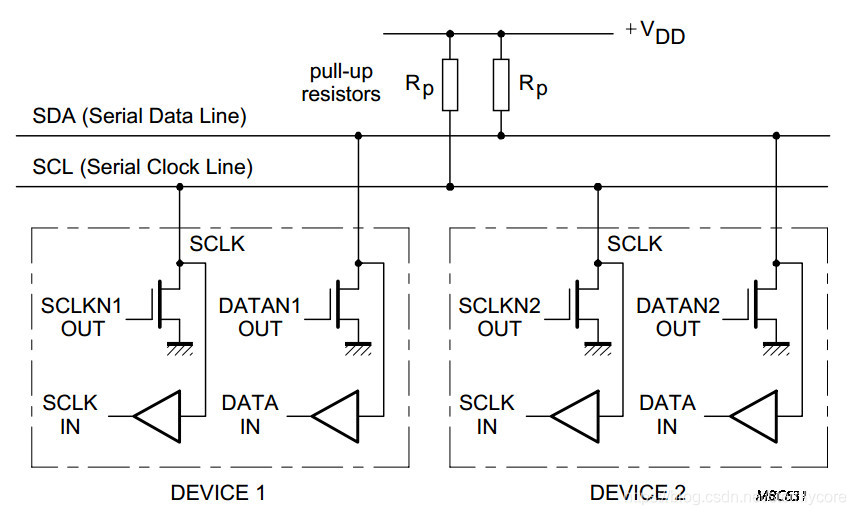 +VDD
pull-up
resistors
Rp
Rp
SDA (Serial Data Line)
SCL (Serial Clock Line)
SCLK
SCLK
SCLKN1
OUT
DATAN1
OUT
SCLKN2
OUT
DATAN2
OUT
SCLK
IN
DATA
IN
SCLK
IN
DATA
IN
DEVICE 1
DEVICE 2